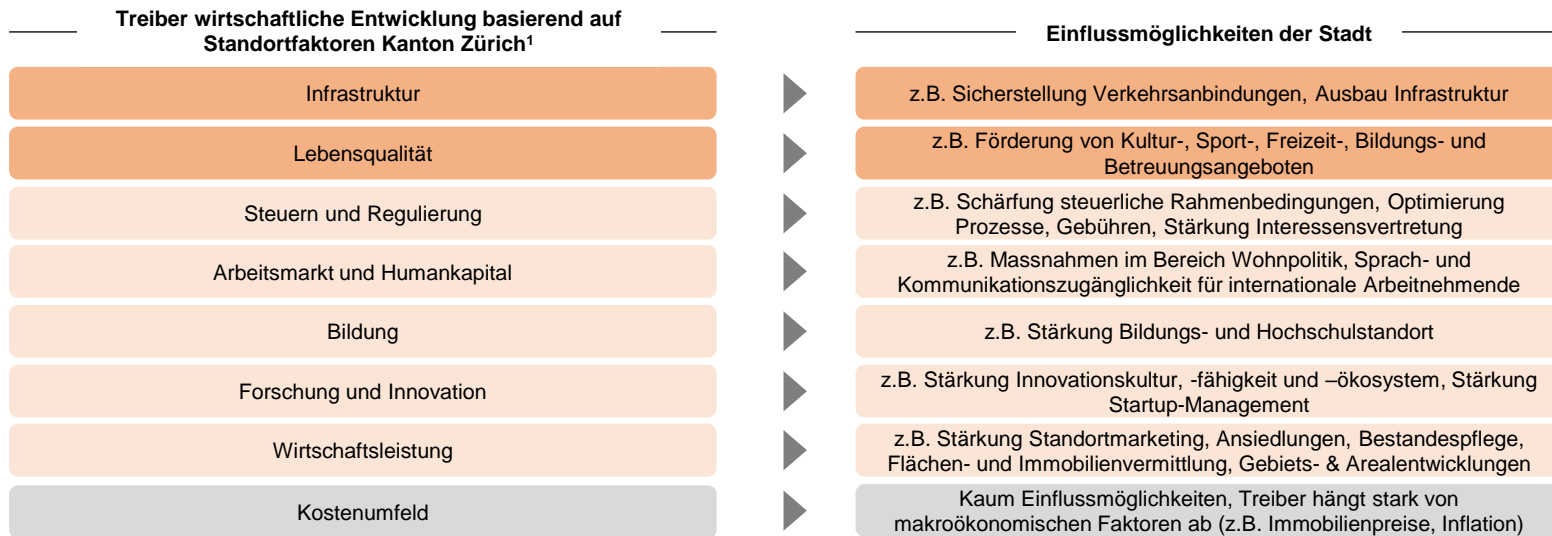 Treiber wirtschaftliche Entwicklung basierend auf
Standortfaktoren Kanton Zürich¹
Einflussmöglichkeiten der Stadt
Infrastruktur
z.B. Sicherstellung Verkehrsanbindungen, Ausbau Infrastruktur
Lebensqualität
z.B. Förderung von Kultur-, Sport-, Freizeit-, Bildungs- und
Betreuungsangeboten
Steuern und Regulierung
z.B. Schärfung steuerliche Rahmenbedingungen, Optimierung
Prozesse, Gebühren, Stärkung Interessensvertretung
Arbeitsmarkt und Humankapital
z.B. Massnahmen im Bereich Wohnpolitik, Sprach- und
Kommunikationszugänglichkeit für internationale Arbeitnehmende
Bildung
z.B. Stärkung Bildungs- und Hochschulstandort
Forschung und Innovation
z.B. Stärkung Innovationskultur, -fähigkeit und –ökosystem, Stärkung
Startup-Management
Wirtschaftsleistung
z.B. Stärkung Standortmarketing, Ansiedlungen, Bestandespflege,
Flächen- und Immobilienvermittlung, Gebiets- & Arealentwicklungen
Kostenumfeld
Kaum Einflussmöglichkeiten, Treiber hängt stark von
makroökonomischen Faktoren ab (z.B. Immobilienpreise, Inflation)